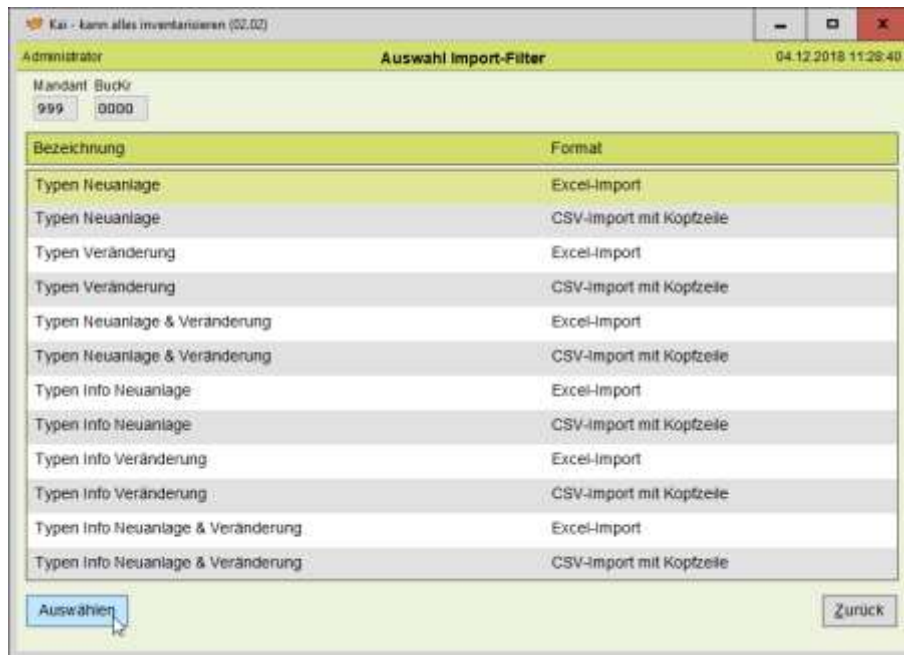 Kai - kann alles inventarisieren (02.02)
Administrator Auswahl Import-Filter 04.12.2018 11:28:40
Mandant BucKr
999 0000
Bezeichnung Format
Typen Neuanlage Excel-Import
Typen Neuanlage CSV-Import mit Kopfzeile
Typen Veränderung Excel-Import
Typen Veränderung CSV-Import mit Kopfzeile
Typen Neuanlage & Veränderung Excel-Import
Typen Neuanlage & Veränderung CSV-Import mit Kopfzeile
Typen Info Neuanlage Excel-Import
Typen Info Neuanlage CSV-Import mit Kopfzeile
Typen Info Veränderung Excel-Import
Typen Info Veränderung CSV-Import mit Kopfzeile
Typen Info Neuanlage & Veränderung Excel-Import
Typen Info Neuanlage & Veränderung CSV-Import mit Kopfzeile
Auswählen Zurück